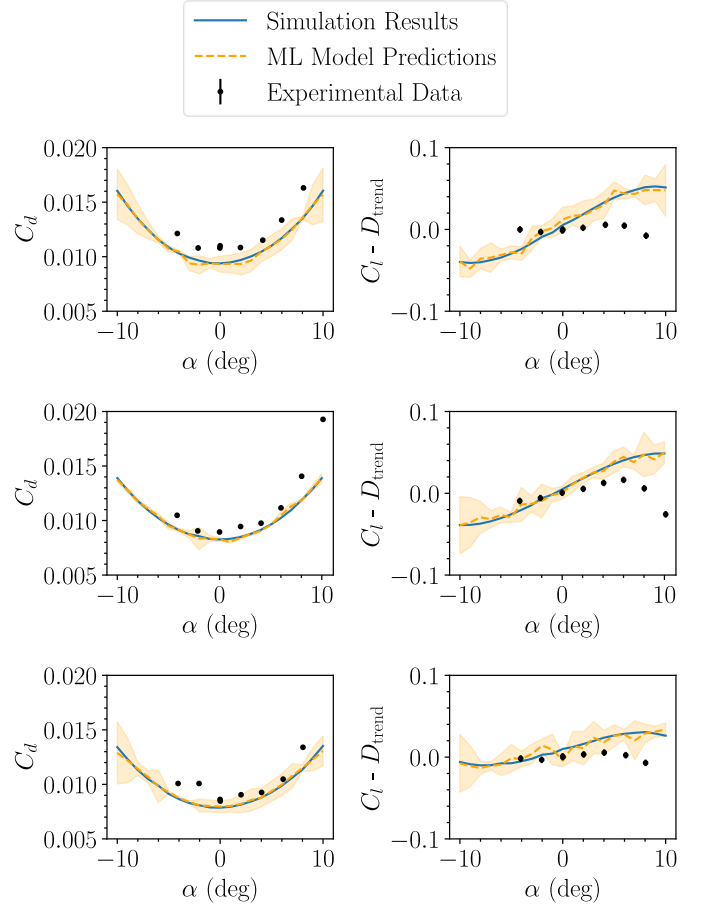 Simulation Results
ML Model Predictions
Experimental Data
0.020
0.015
0.010
0.005
C_d
−10
0
10
α (deg)
0.1
0.0
−0.1
C_l - D_trend
−10
0
10
α (deg)
0.020
0.015
0.010
0.005
C_d
−10
0
10
α (deg)
0.1
0.0
−0.1
C_l - D_trend
−10
0
10
α (deg)
0.020
0.015
0.010
0.005
C_d
−10
0
10
α (deg)
0.1
0.0
−0.1
C_l - D_trend
−10
0
10
α (deg)